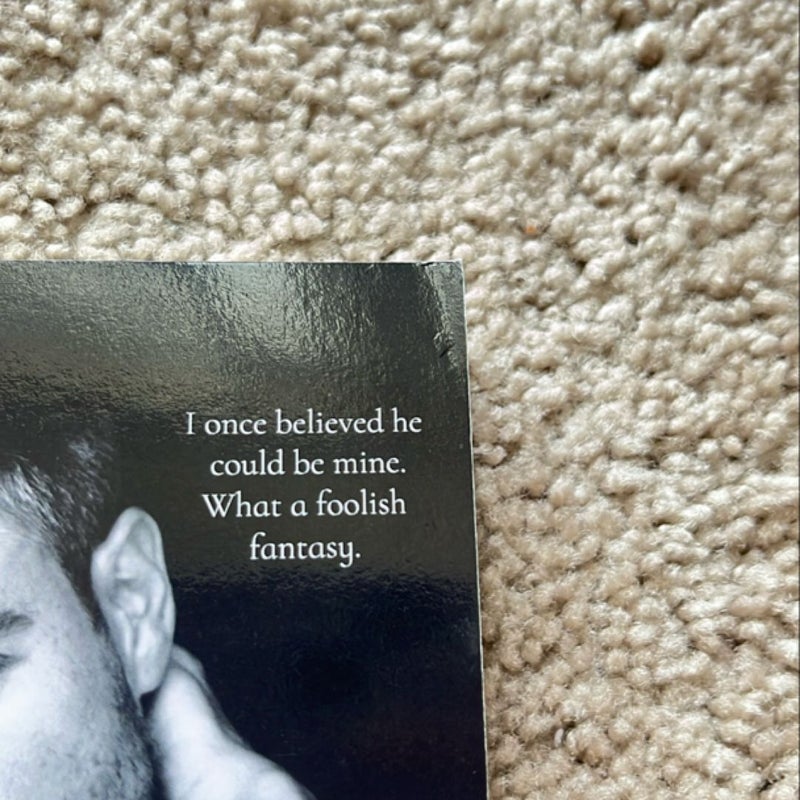 I once believed he
could be mine.
What a foolish
fantasy.